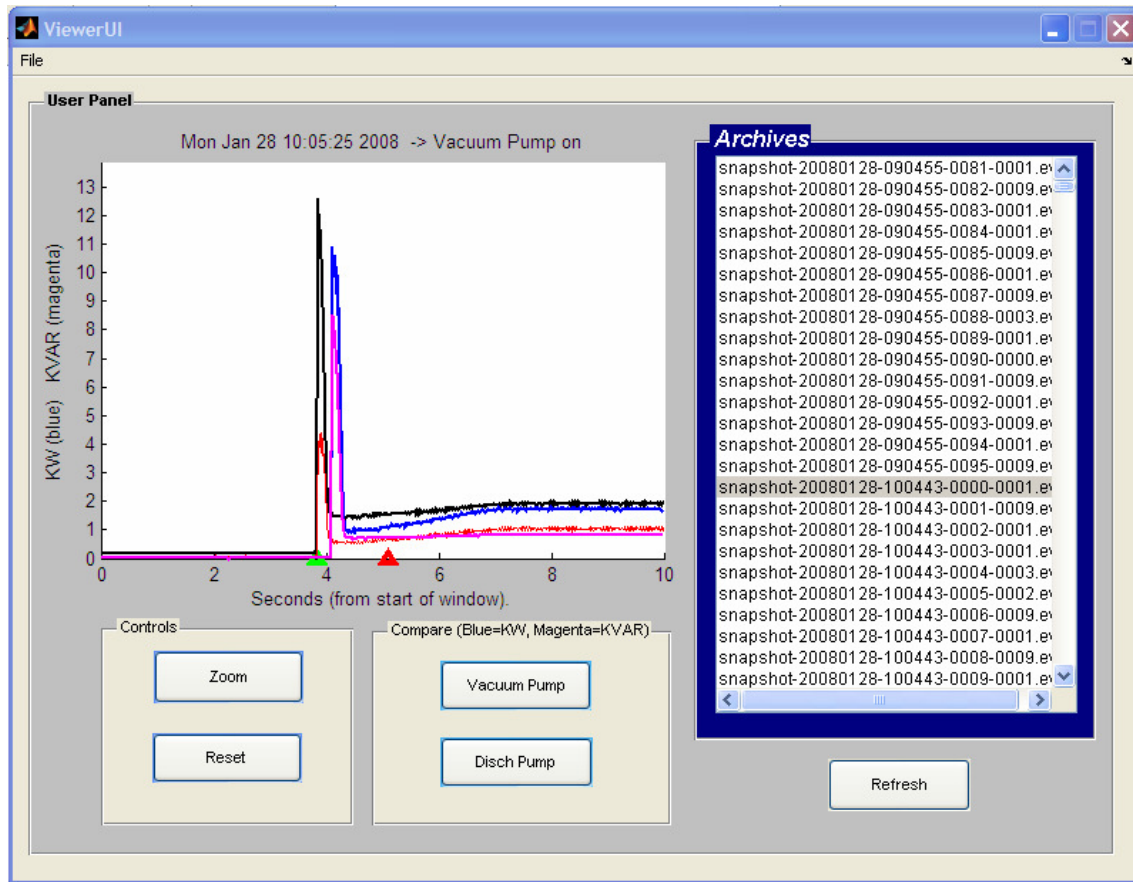 ViewerUI
File
User Panel
Mon Jan 28 10:05:25 2008 -> Vacuum Pump on
KW (blue) KVAR (magenta)
13
12
11
10
9
8
7
6
5
4
3
2
1
0
0 2 4 6 8 10
Seconds (from start of window).
Controls
Zoom
Reset
Compare (Blue=KW, Magenta=KVAR)
Vacuum Pump
Disch Pump
Archives
snapshot-20080128-090455-0081-0001.ev
snapshot-20080128-090455-0082-0009.ev
snapshot-20080128-090455-0083-0001.ev
snapshot-20080128-090455-0084-0001.ev
snapshot-20080128-090455-0085-0009.ev
snapshot-20080128-090455-0086-0001.ev
snapshot-20080128-090455-0087-0009.ev
snapshot-20080128-090455-0088-0003.ev
snapshot-20080128-090455-0089-0001.ev
snapshot-20080128-090455-0090-0000.ev
snapshot-20080128-090455-0091-0009.ev
snapshot-20080128-090455-0092-0001.ev
snapshot-20080128-090455-0093-0009.ev
snapshot-20080128-090455-0094-0001.ev
snapshot-20080128-090455-0095-0009.ev
snapshot-20080128-100443-0000-0001.ev
snapshot-20080128-100443-0001-0009.ev
snapshot-20080128-100443-0002-0001.ev
snapshot-20080128-100443-0003-0001.ev
snapshot-20080128-100443-0004-0003.ev
snapshot-20080128-100443-0005-0002.ev
snapshot-20080128-100443-0006-0009.ev
snapshot-20080128-100443-0007-0001.ev
snapshot-20080128-100443-0008-0009.ev
snapshot-20080128-100443-0009-0001.ev
Refresh